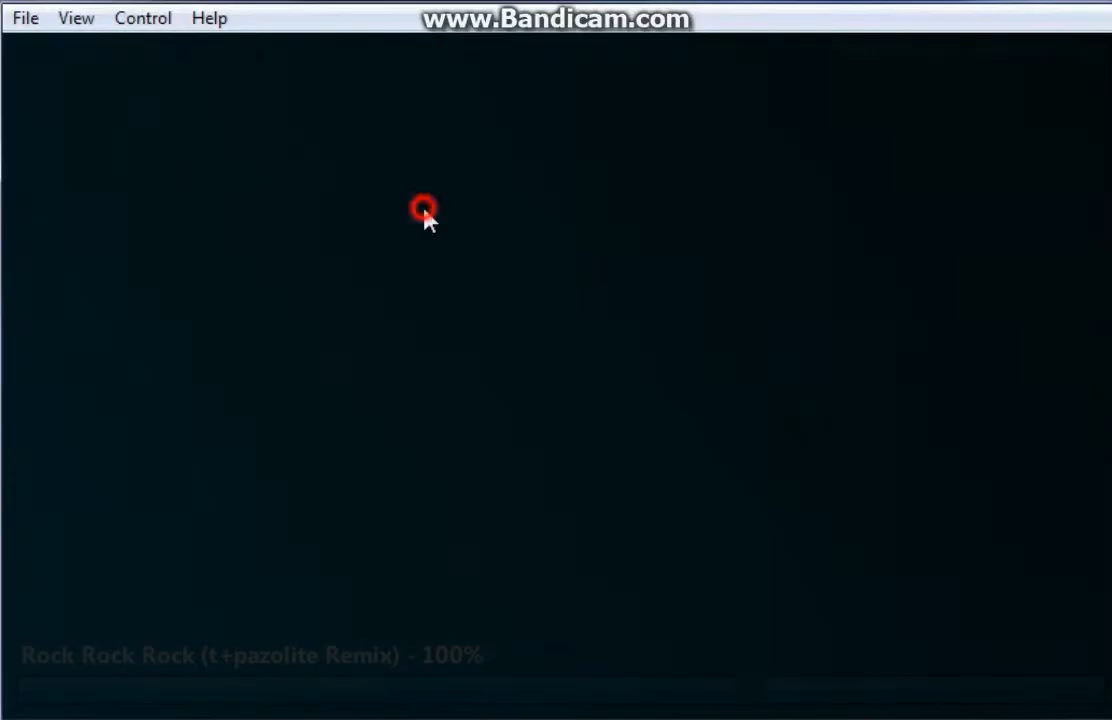 File View Control Help
www.Bandicam.com
Rock Rock Rock (t+pazolite Remix) - 100%